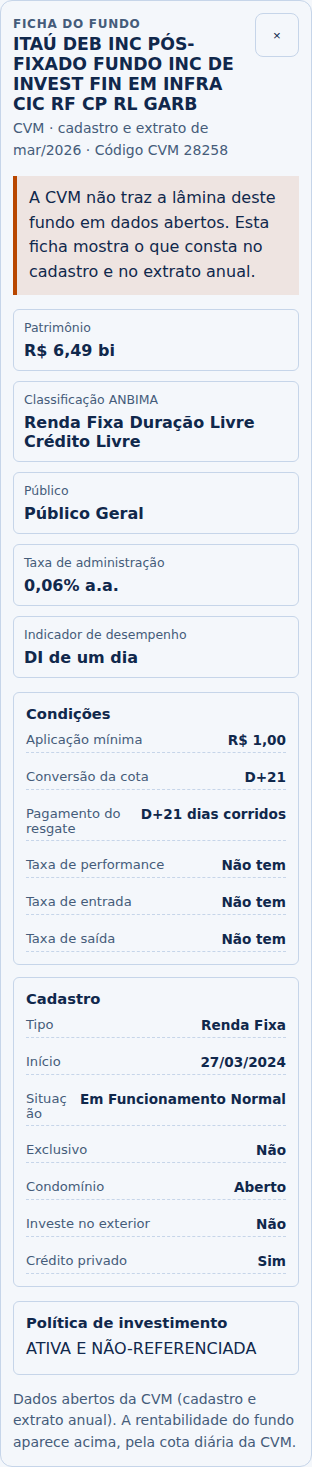 FICHA DO FUNDO
×
ITAÚ DEB INC PÓS-
FIXADO FUNDO INC DE
INVEST FIN EM INFRA
CIC RF CP RL GARB
CVM · cadastro e extrato de
mar/2026 · Código CVM 28258
A CVM não traz a lâmina deste
fundo em dados abertos. Esta
ficha mostra o que consta no
cadastro e no extrato anual.
Patrimônio
R$ 6,49 bi
Classificação ANBIMA
Renda Fixa Duração Livre
Crédito Livre
Público
Público Geral
Taxa de administração
0,06% a.a.
Indicador de desempenho
DI de um dia
Condições
Aplicação mínima R$ 1,00
Conversão da cota D+21
Pagamento do D+21 dias corridos
resgate
Taxa de performance Não tem
Taxa de entrada Não tem
Taxa de saída Não tem
Cadastro
Tipo Renda Fixa
Início 27/03/2024
Situaç Em Funcionamento Normal
ão
Exclusivo Não
Condomínio Aberto
Investe no exterior Não
Crédito privado Sim
Política de investimento
ATIVA E NÃO-REFERENCIADA
Dados abertos da CVM (cadastro e
extrato anual). A rentabilidade do fundo
aparece acima, pela cota diária da CVM.